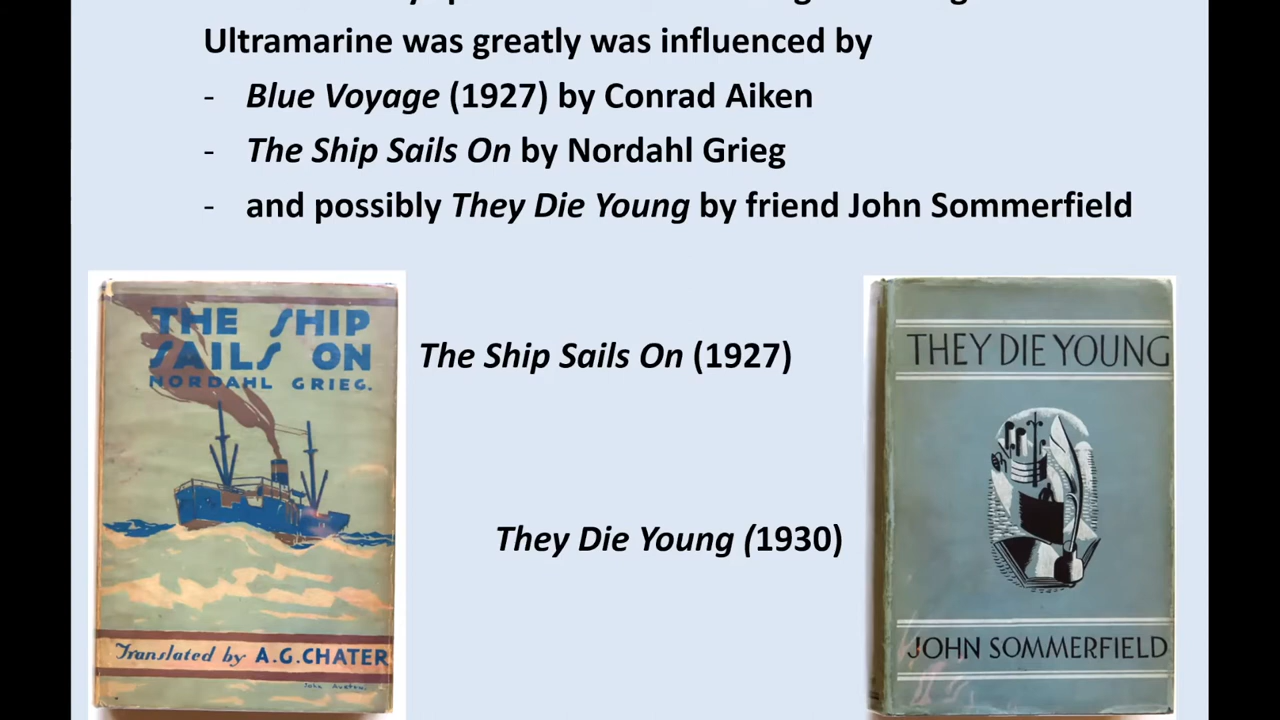 Ultramarine was greatly was influenced by
- Blue Voyage (1927) by Conrad Aiken
- The Ship Sails On by Nordahl Grieg
- and possibly They Die Young by friend John Sommerfield
THE SHIP
SAILS ON
NORDAHL GRIEG.
Translated by A.G.CHATER
The Ship Sails On (1927)
They Die Young (1930)
THEY DIE YOUNG
JOHN SOMMERFIELD